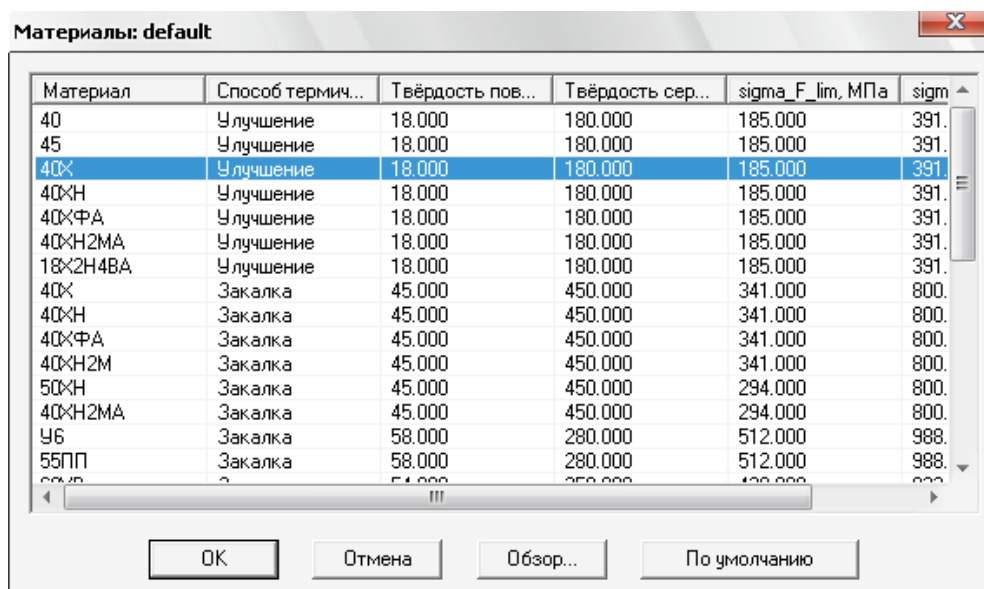 Материалы: default
Материал Способ термич... Твёрдость пов... Твёрдость сер... sigma_F_lim, МПа sigm
40 Улучшение 18.000 180.000 185.000 391.
45 Улучшение 18.000 180.000 185.000 391.
40Х Улучшение 18.000 180.000 185.000 391.
40ХН Улучшение 18.000 180.000 185.000 391.
40ХФА Улучшение 18.000 180.000 185.000 391.
40ХН2МА Улучшение 18.000 180.000 185.000 391.
18Х2Н4ВА Улучшение 18.000 180.000 185.000 391.
40Х Закалка 45.000 450.000 341.000 800.
40ХН Закалка 45.000 450.000 341.000 800.
40ХФА Закалка 45.000 450.000 341.000 800.
40ХН2М Закалка 45.000 450.000 341.000 800.
50ХН Закалка 45.000 450.000 294.000 800.
40ХН2МА Закалка 45.000 450.000 294.000 800.
У6 Закалка 58.000 280.000 512.000 988.
55ПП Закалка 58.000 280.000 512.000 988.
OK Отмена Обзор... По умолчанию